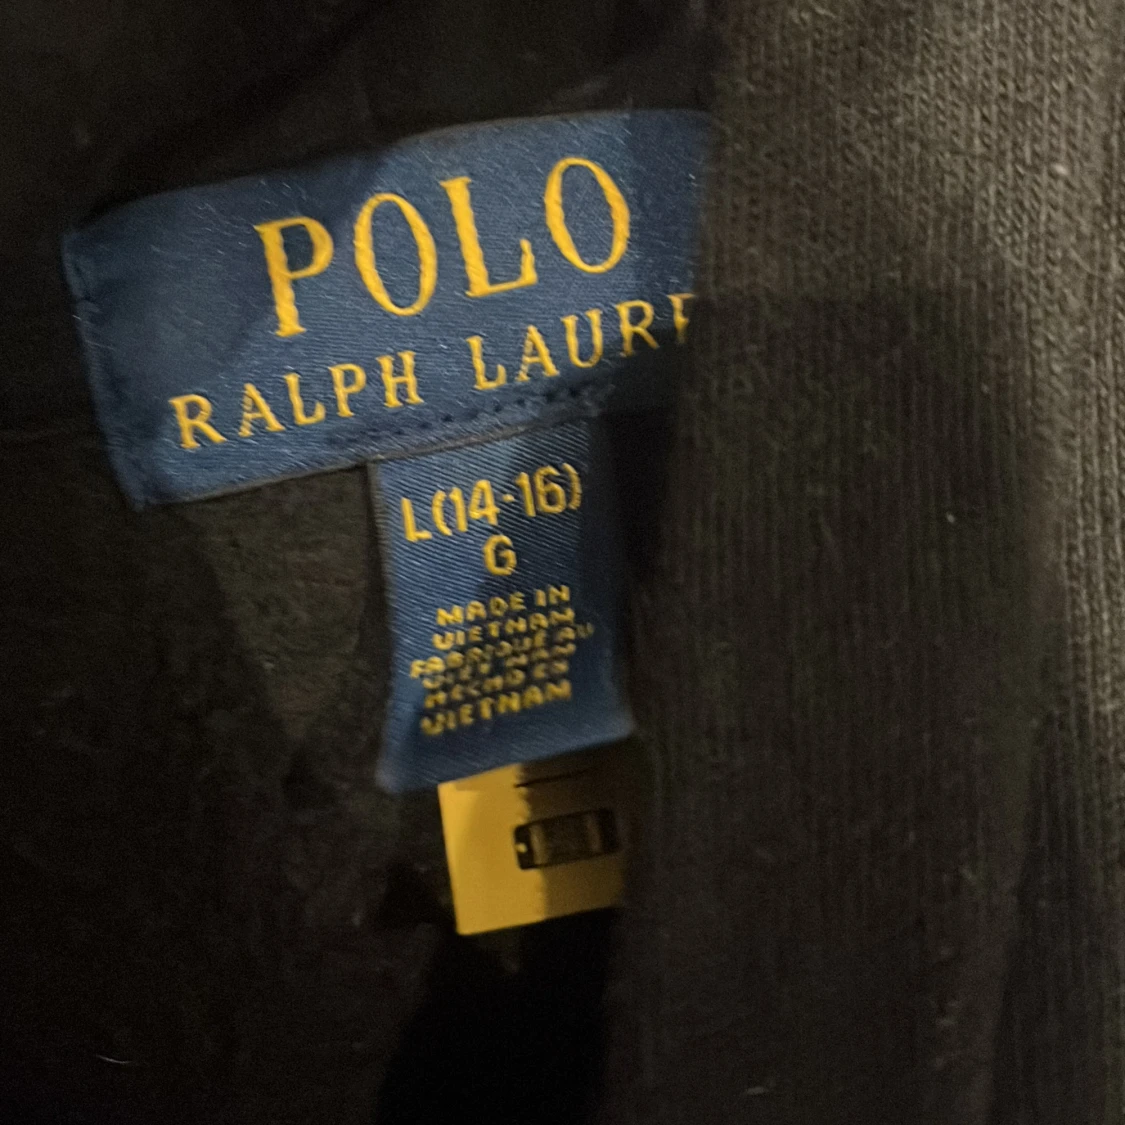 POLO
RALPH LAURE
L(14-16)
G
MADE IN
VIETNAM
FABRIQUÉ AU
VIETNAM
HECHO EN
VIETNAM